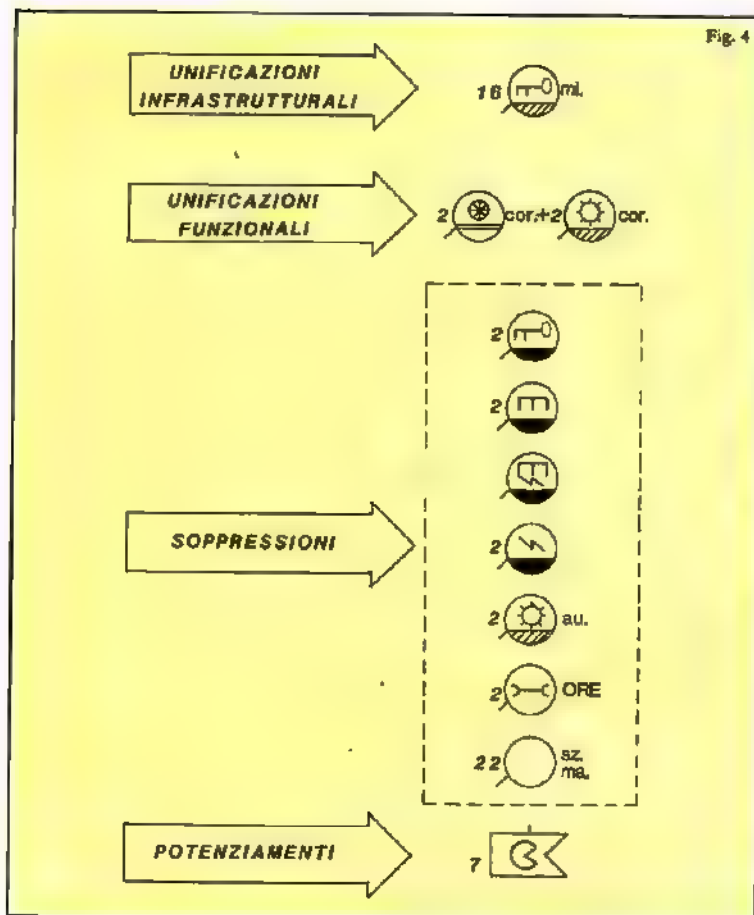 Fig. 4
UNIFICAZIONI
INFRASTRUTTURALI
16 mi.
UNIFICAZIONI
FUNZIONALI
2 cor.+2 cor.
2
2
2
SOPPRESSIONI
2 au.
2 ORE
22 sz.
ma.
POTENZIAMENTI
7